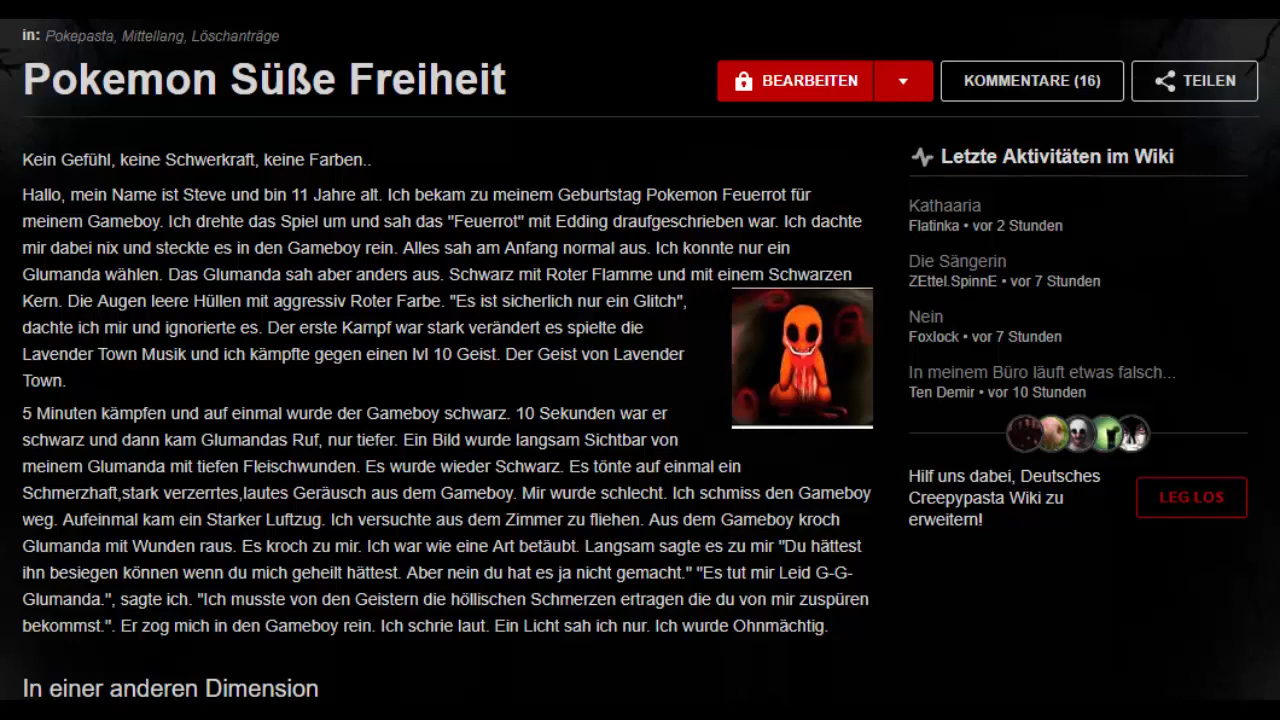 in: Pokepasta, Mittellang, Löschanträge
Pokemon Süße Freiheit
BEARBEITEN
KOMMENTARE (16)
TEILEN
Kein Gefühl, keine Schwerkraft, keine Farben..
Hallo, mein Name ist Steve und bin 11 Jahre alt. Ich bekam zu meinem Geburtstag Pokemon Feuerrot für
meinem Gameboy. Ich drehte das Spiel um und sah das "Feuerrot" mit Edding draufgeschrieben war. Ich dachte
mir dabei nix und steckte es in den Gameboy rein. Alles sah am Anfang normal aus. Ich konnte nur ein
Glumanda wählen. Das Glumanda sah aber anders aus. Schwarz mit Roter Flamme und mit einem Schwarzen
Kern. Die Augen leere Hüllen mit aggressiv Roter Farbe. "Es ist sicherlich nur ein Glitch",
dachte ich mir und ignorierte es. Der erste Kampf war stark verändert es spielte die
Lavender Town Musik und ich kämpfte gegen einen lvl 10 Geist. Der Geist von Lavender
Town.
5 Minuten kämpfen und auf einmal wurde der Gameboy schwarz. 10 Sekunden war er
schwarz und dann kam Glumandas Ruf, nur tiefer. Ein Bild wurde langsam Sichtbar von
meinem Glumanda mit tiefen Fleischwunden. Es wurde wieder Schwarz. Es tönte auf einmal ein
Schmerzhaft,stark verzerrtes,lautes Geräusch aus dem Gameboy. Mir wurde schlecht. Ich schmiss den Gameboy
weg. Aufeinmal kam ein Starker Luftzug. Ich versuchte aus dem Zimmer zu fliehen. Aus dem Gameboy kroch
Glumanda mit Wunden raus. Es kroch zu mir. Ich war wie eine Art betäubt. Langsam sagte es zu mir "Du hättest
ihn besiegen können wenn du mich geheilt hättest. Aber nein du hat es ja nicht gemacht." "Es tut mir Leid G-G-
Glumanda.", sagte ich. "Ich musste von den Geistern die höllischen Schmerzen ertragen die du von mir zuspüren
bekommst.". Er zog mich in den Gameboy rein. Ich schrie laut. Ein Licht sah ich nur. Ich wurde Ohnmächtig.
In einer anderen Dimension
Letzte Aktivitäten im Wiki
Kathaaria
Flatinka • vor 2 Stunden
Die Sängerin
ZEttel.SpinnE • vor 7 Stunden
Nein
Foxlock • vor 7 Stunden
In meinem Büro läuft etwas falsch...
Ten Demir • vor 10 Stunden
Hilf uns dabei, Deutsches
Creepypasta Wiki zu
erweitern!
LEG LOS